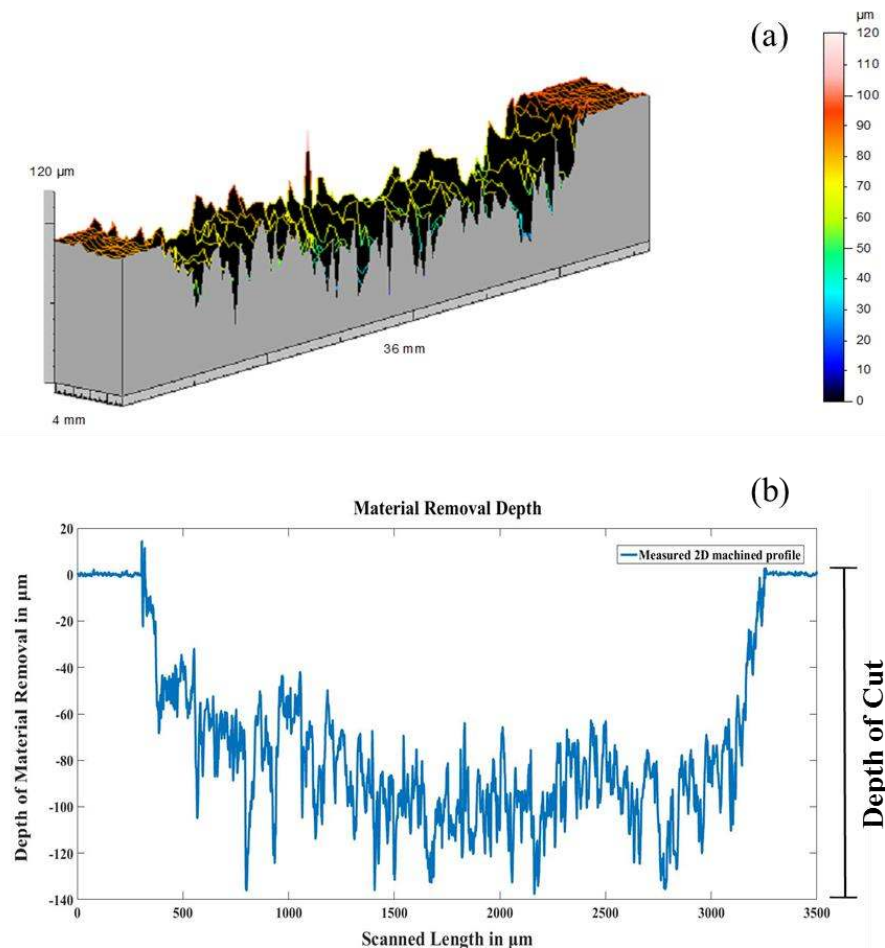 (a)
µm
120
110
100
90
80
70
60
50
40
30
20
10
0
120 µm
36 mm
4 mm
(b)
Material Removal Depth
Measured 2D machined profile
Depth of Material Removal in µm
20
0
-20
-40
-60
-80
-100
-120
-140
0 500 1000 1500 2000 2500 3000 3500
Scanned Length in µm
Depth of Cut